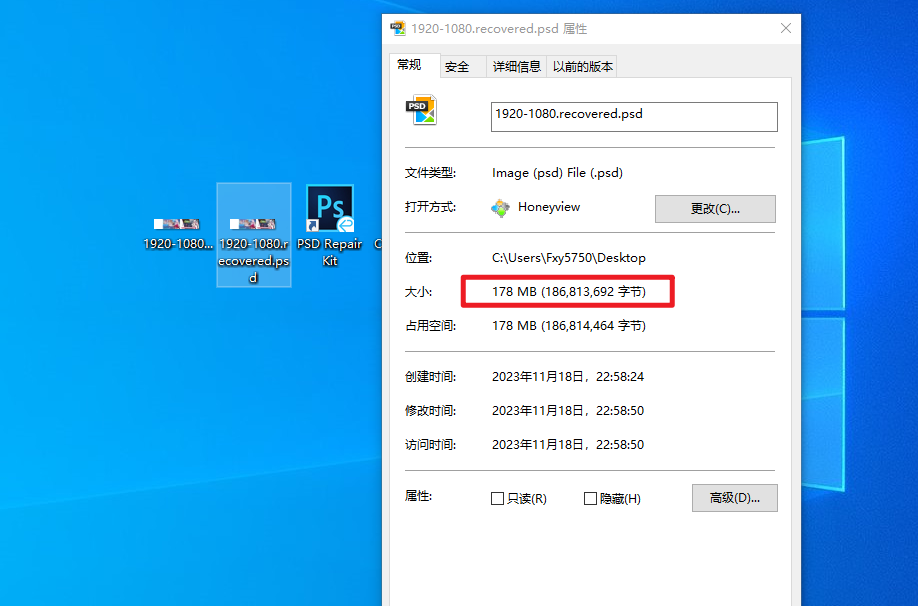 1920-1080.recovered.psd 属性
常规
安全
详细信息
以前的版本
PSD
1920-1080.recovered.psd
文件类型:
Image (psd) File (.psd)
打开方式:
Honeyview
更改(C)...
位置:
C:\Users\Fxy5750\Desktop
大小:
178 MB (186,813,692 字节)
占用空间:
178 MB (186,814,464 字节)
创建时间:
2023年11月18日，22:58:24
修改时间:
2023年11月18日，22:58:50
访问时间:
2023年11月18日，22:58:50
属性:
只读(R)
隐藏(H)
高级(D)...
1920-1080...
1920-1080.r
ecovered.ps
d
Ps
PSD Repair
Kit
C